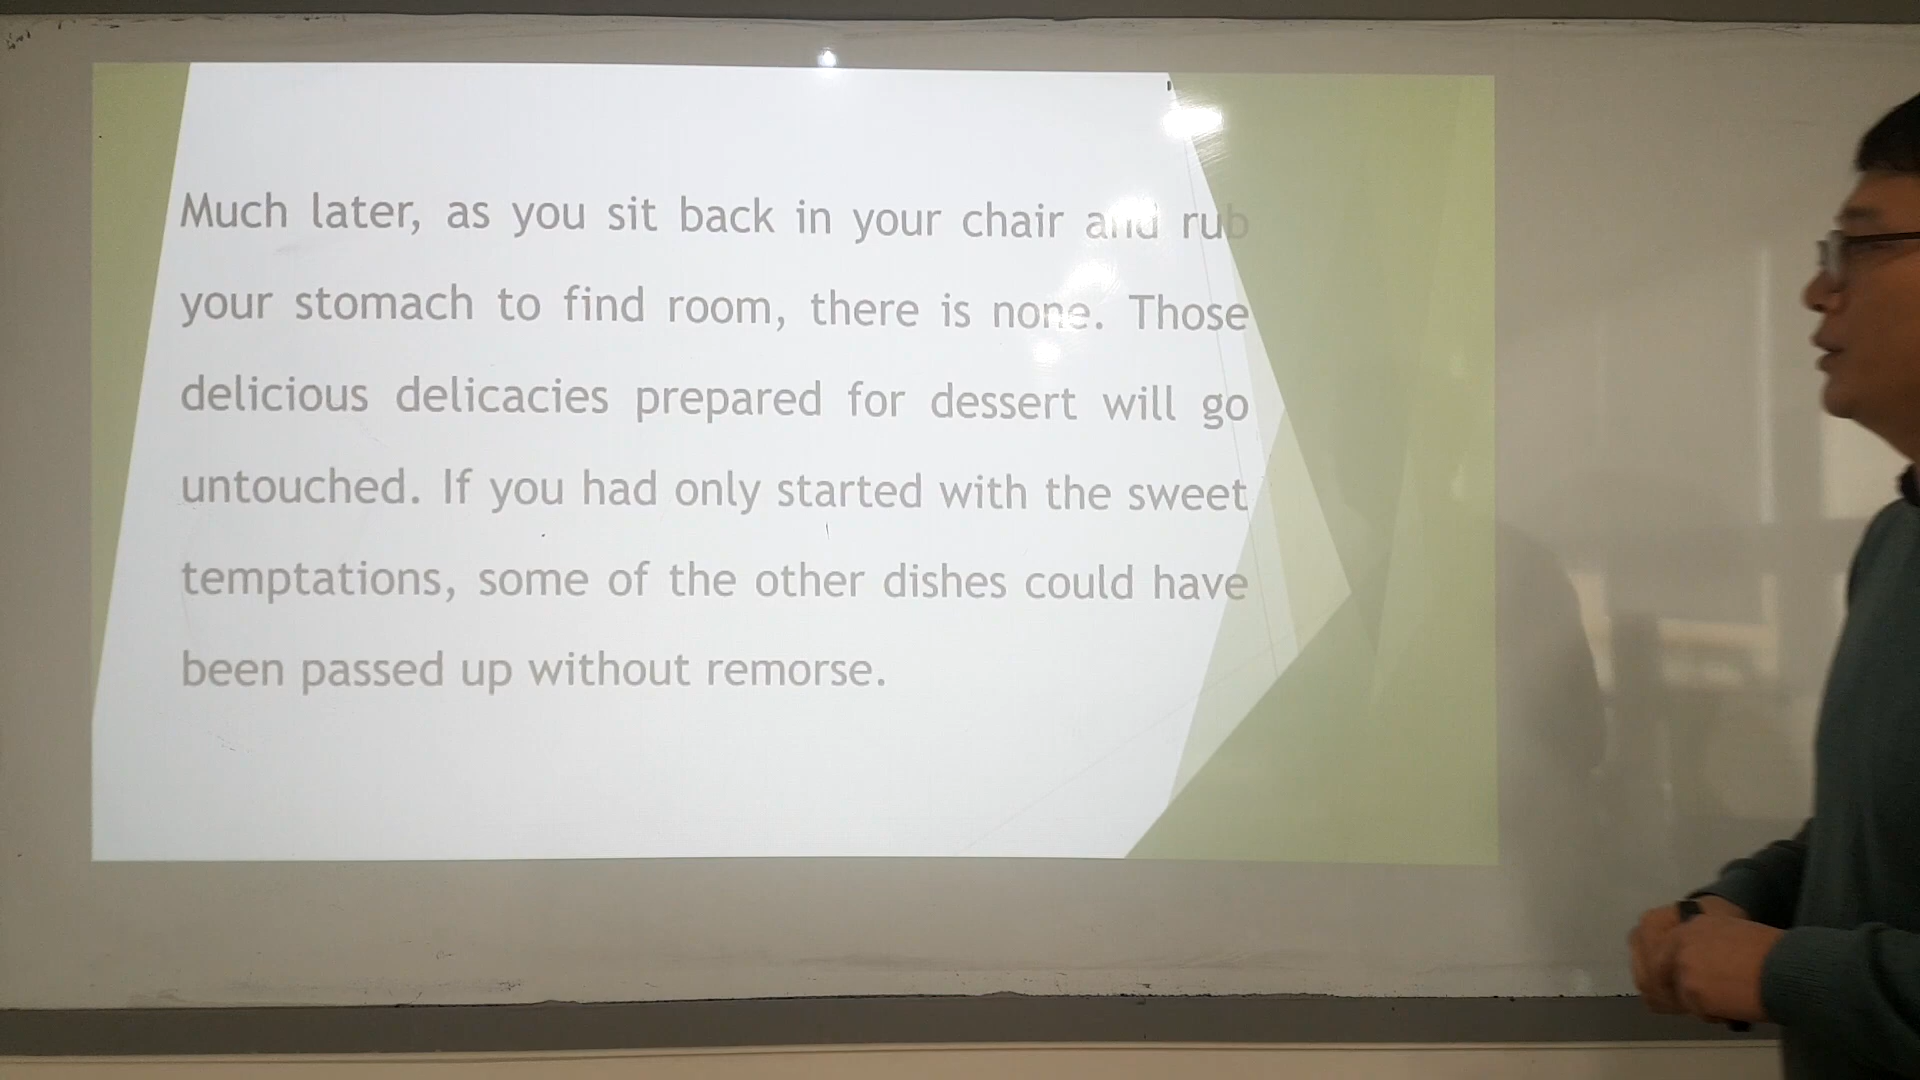 Much later, as you sit back in your chair and rub
your stomach to find room, there is none. Those
delicious delicacies prepared for dessert will go
untouched. If you had only started with the sweet
temptations, some of the other dishes could have
been passed up without remorse.